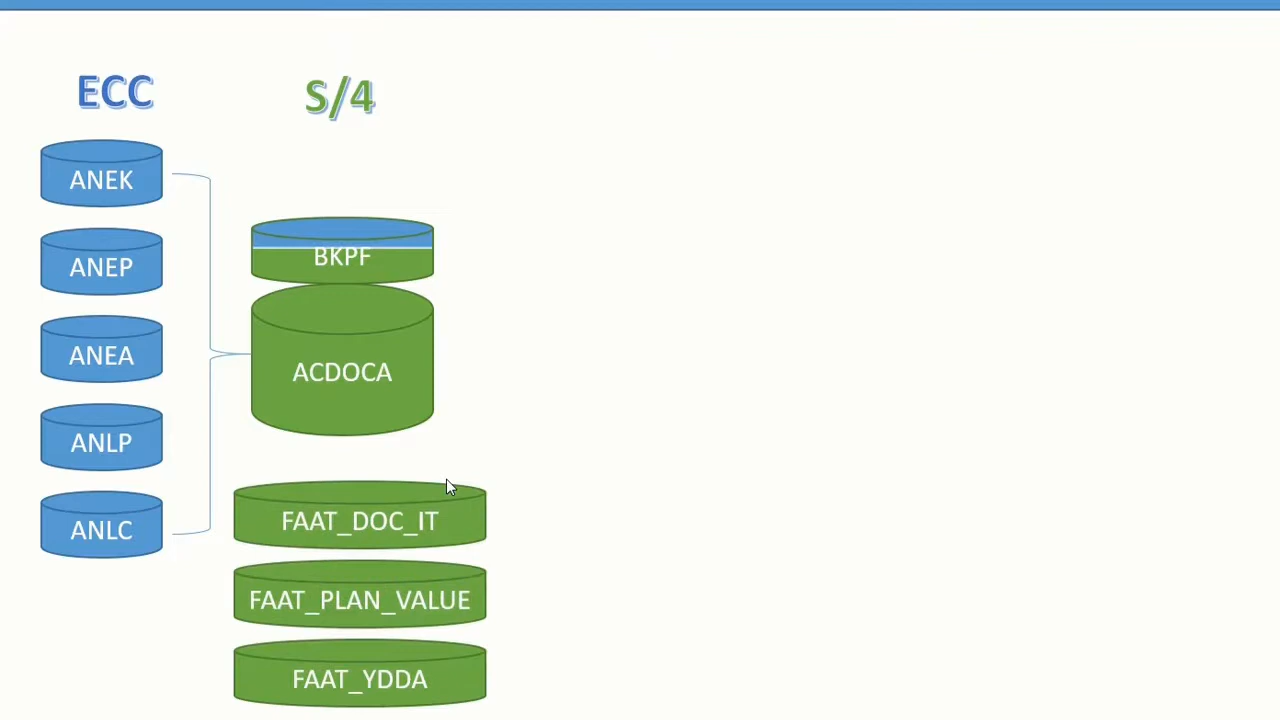 ECC
S/4
ANEK
ANEP
ANEA
ANLP
ANLC
BKPF
ACDOCA
FAAT_DOC_IT
FAAT_PLAN_VALUE
FAAT_YDDA